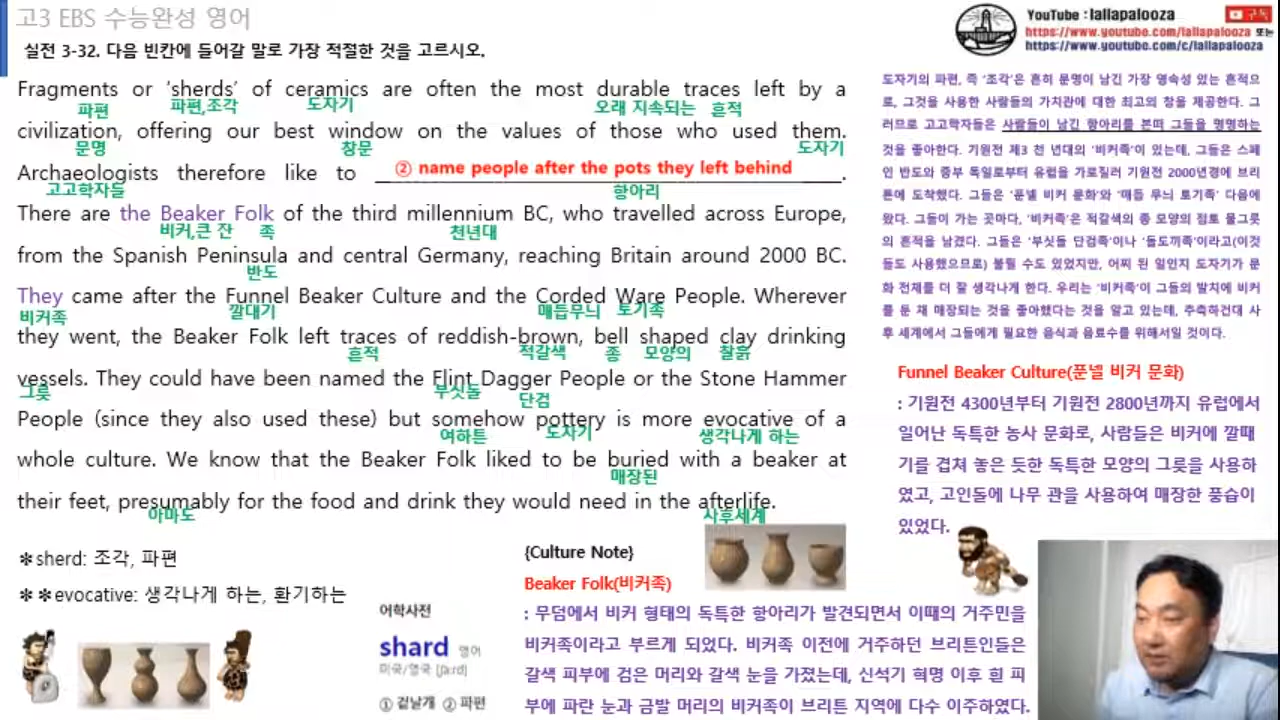 고3 EBS 수능완성 영어
실전 3-32. 다음 빈칸에 들어갈 말로 가장 적절한 것을 고르시오.
YouTube : lallapalooza
구독
https://www.youtube.com/lallapalooza 또는
https://www.youtube.com/c/lallapalooza
Fragments or ‘sherds’ of ceramics are often the most durable traces left by a
파편 파편,조각 도자기 오래 지속되는 흔적
civilization, offering our best window on the values of those who used them.
문명 창문 도자기
Archaeologists therefore like to ② name people after the pots they left behind.
고고학자들 항아리
There are the Beaker Folk of the third millennium BC, who travelled across Europe,
비커,큰 잔 족 천년대
from the Spanish Peninsula and central Germany, reaching Britain around 2000 BC.
반도
They came after the Funnel Beaker Culture and the Corded Ware People. Wherever
비커족 깔대기 매듭무늬 토기족
they went, the Beaker Folk left traces of reddish-brown, bell shaped clay drinking
흔적 적갈색 종 모양의 찰흙
vessels. They could have been named the Flint Dagger People or the Stone Hammer
그릇 부싯돌 단검
People (since they also used these) but somehow pottery is more evocative of a
여하튼 도자기 생각나게 하는
whole culture. We know that the Beaker Folk liked to be buried with a beaker at
매장된
their feet, presumably for the food and drink they would need in the afterlife.
아마도 사후세계
∗sherd: 조각, 파편
∗∗evocative: 생각나게 하는, 환기하는
어학사전
shard 영어
미국/영국 [ʃaːrd]
① 겉날개 ② 파편
{Culture Note}
Beaker Folk(비커족)
: 무덤에서 비커 형태의 독특한 항아리가 발견되면서 이때의 거주민을
비커족이라고 부르게 되었다. 비커족 이전에 거주하던 브리튼인들은
갈색 피부에 검은 머리와 갈색 눈을 가졌는데, 신석기 혁명 이후 흰 피
부에 파란 눈과 금발 머리의 비커족이 브리튼 지역에 다수 이주하였다.
도자기의 파편, 즉 ‘조각’은 흔히 문명이 남긴 가장 영속성 있는 흔적으
로, 그것을 사용한 사람들의 가치관에 대한 최고의 창을 제공한다. 그
러므로 고고학자들은 사람들이 남긴 항아리를 본떠 그들을 명명하는
것을 좋아한다. 기원전 제3 천 년대의 ‘비커족’이 있는데, 그들은 스페
인 반도와 중부 독일로부터 유럽을 가로질러 기원전 2000년경에 브리
튼에 도착했다. 그들은 ‘푼넬 비커 문화’와 ‘매듭 무늬 토기족’ 다음에
왔다. 그들이 가는 곳마다, ‘비커족’은 적갈색의 종 모양의 점토 물그릇
의 흔적을 남겼다. 그들은 ‘부싯돌 단검족’이나 ‘돌도끼족’이라고(이것
들도 사용했으므로) 불릴 수도 있었지만, 어찌 된 일인지 도자기가 문
화 전체를 더 잘 생각나게 한다. 우리는 ‘비커족’이 그들의 발치에 비커
를 둔 채 매장되는 것을 좋아했다는 것을 알고 있는데, 추측하건대 사
후 세계에서 그들에게 필요한 음식과 음료수를 위해서일 것이다.
Funnel Beaker Culture(푼넬 비커 문화)
: 기원전 4300년부터 기원전 2800년까지 유럽에서
일어난 독특한 농사 문화로, 사람들은 비커에 깔때
기를 겹쳐 놓은 듯한 독특한 모양의 그릇을 사용하
였고, 고인돌에 나무 관을 사용하여 매장한 풍습이
있었다.